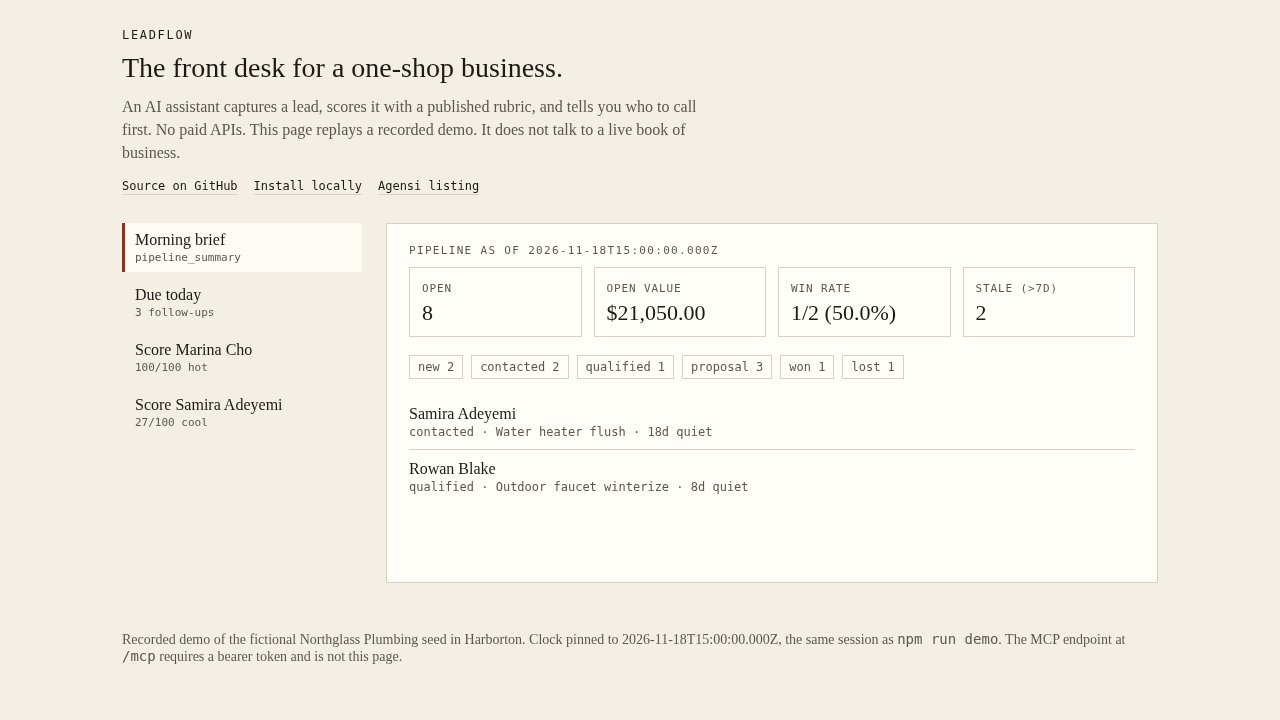 LEADFLOW
The front desk for a one-shop business.
An AI assistant captures a lead, scores it with a published rubric, and tells you who to call
first. No paid APIs. This page replays a recorded demo. It does not talk to a live book of
business.
Source on GitHub Install locally Agensi listing
Morning brief
pipeline_summary
Due today
3 follow-ups
Score Marina Cho
100/100 hot
Score Samira Adeyemi
27/100 cool
PIPELINE AS OF 2026-11-18T15:00:00.000Z
OPEN
8
OPEN VALUE
$21,050.00
WIN RATE
1/2 (50.0%)
STALE (>7D)
2
new 2 contacted 2 qualified 1 proposal 3 won 1 lost 1
Samira Adeyemi
contacted · Water heater flush · 18d quiet
Rowan Blake
qualified · Outdoor faucet winterize · 8d quiet
Recorded demo of the fictional Northglass Plumbing seed in Harborton. Clock pinned to 2026-11-18T15:00:00.000Z, the same session as npm run demo. The MCP endpoint at
/mcp requires a bearer token and is not this page.